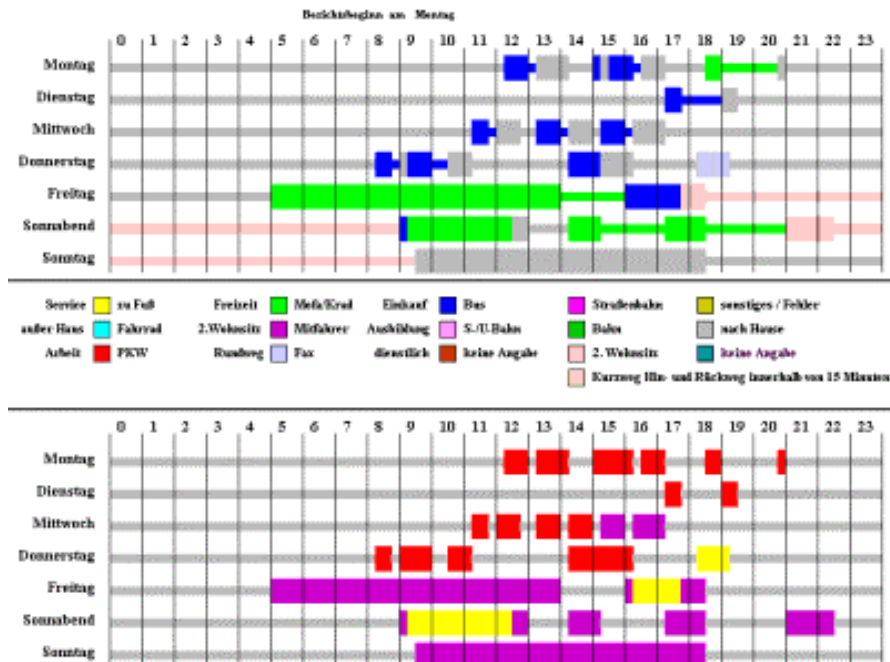 Berichtsbeginn am Montag
0 1 2 3 4 5 6 7 8 9 10 11 12 13 14 15 16 17 18 19 20 21 22 23
Montag
Dienstag
Mittwoch
Donnerstag
Freitag
Sonnabend
Sonntag
Service zu Fuß Freizeit Mofa/Krad Einkauf Bus Straßenbahn sonstiges / Fehler
außer Haus Fahrrad 2.Wohnsitz Mitfahrer Ausbildung S-/U-Bahn Bahn nach Hause
Arbeit PKW Rundweg Fax dienstlich keine Angabe 2. Wohnsitz keine Angabe
Kurzweg Hin- und Rückweg innerhalb von 15 Minuten
0 1 2 3 4 5 6 7 8 9 10 11 12 13 14 15 16 17 18 19 20 21 22 23
Montag
Dienstag
Mittwoch
Donnerstag
Freitag
Sonnabend
Sonntag